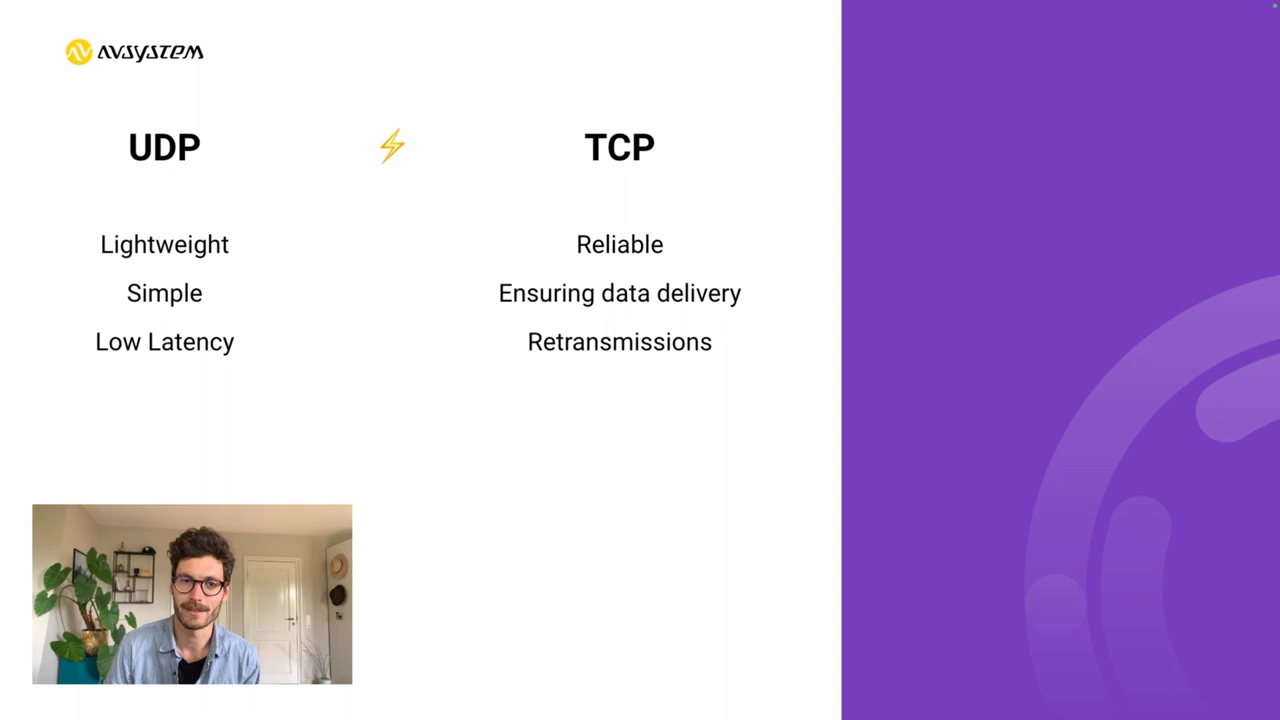 AVSYSTEM
UDP ⚡ TCP
Lightweight
Simple
Low Latency
Reliable
Ensuring data delivery
Retransmissions